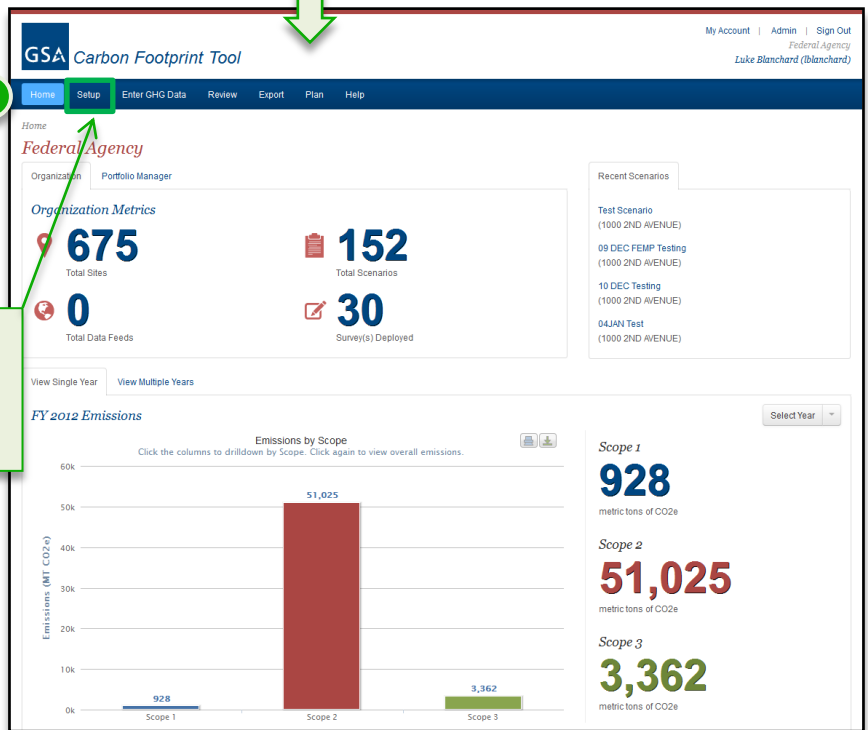 My Account | Admin | Sign Out
Federal Agency
Luke Blanchard (lblanchard)
GSA Carbon Footprint Tool
Home Setup Enter GHG Data Review Export Plan Help
Home
Federal Agency
Organization Portfolio Manager
Recent Scenarios
Organization Metrics
675
Total Sites
152
Total Scenarios
0
Total Data Feeds
30
Survey(s) Deployed
Test Scenario
(1000 2ND AVENUE)
09 DEC FEMP Testing
(1000 2ND AVENUE)
10 DEC Testing
(1000 2ND AVENUE)
04JAN Test
(1000 2ND AVENUE)
View Single Year View Multiple Years
FY 2012 Emissions
Select Year
Emissions by Scope
Click the columns to drilldown by Scope. Click again to view overall emissions.
Emissions (MT CO2e)
60k
50k
40k
30k
20k
10k
0k
928
51,025
3,362
Scope 1 Scope 2 Scope 3
Scope 1
928
metric tons of CO2e
Scope 2
51,025
metric tons of CO2e
Scope 3
3,362
metric tons of CO2e